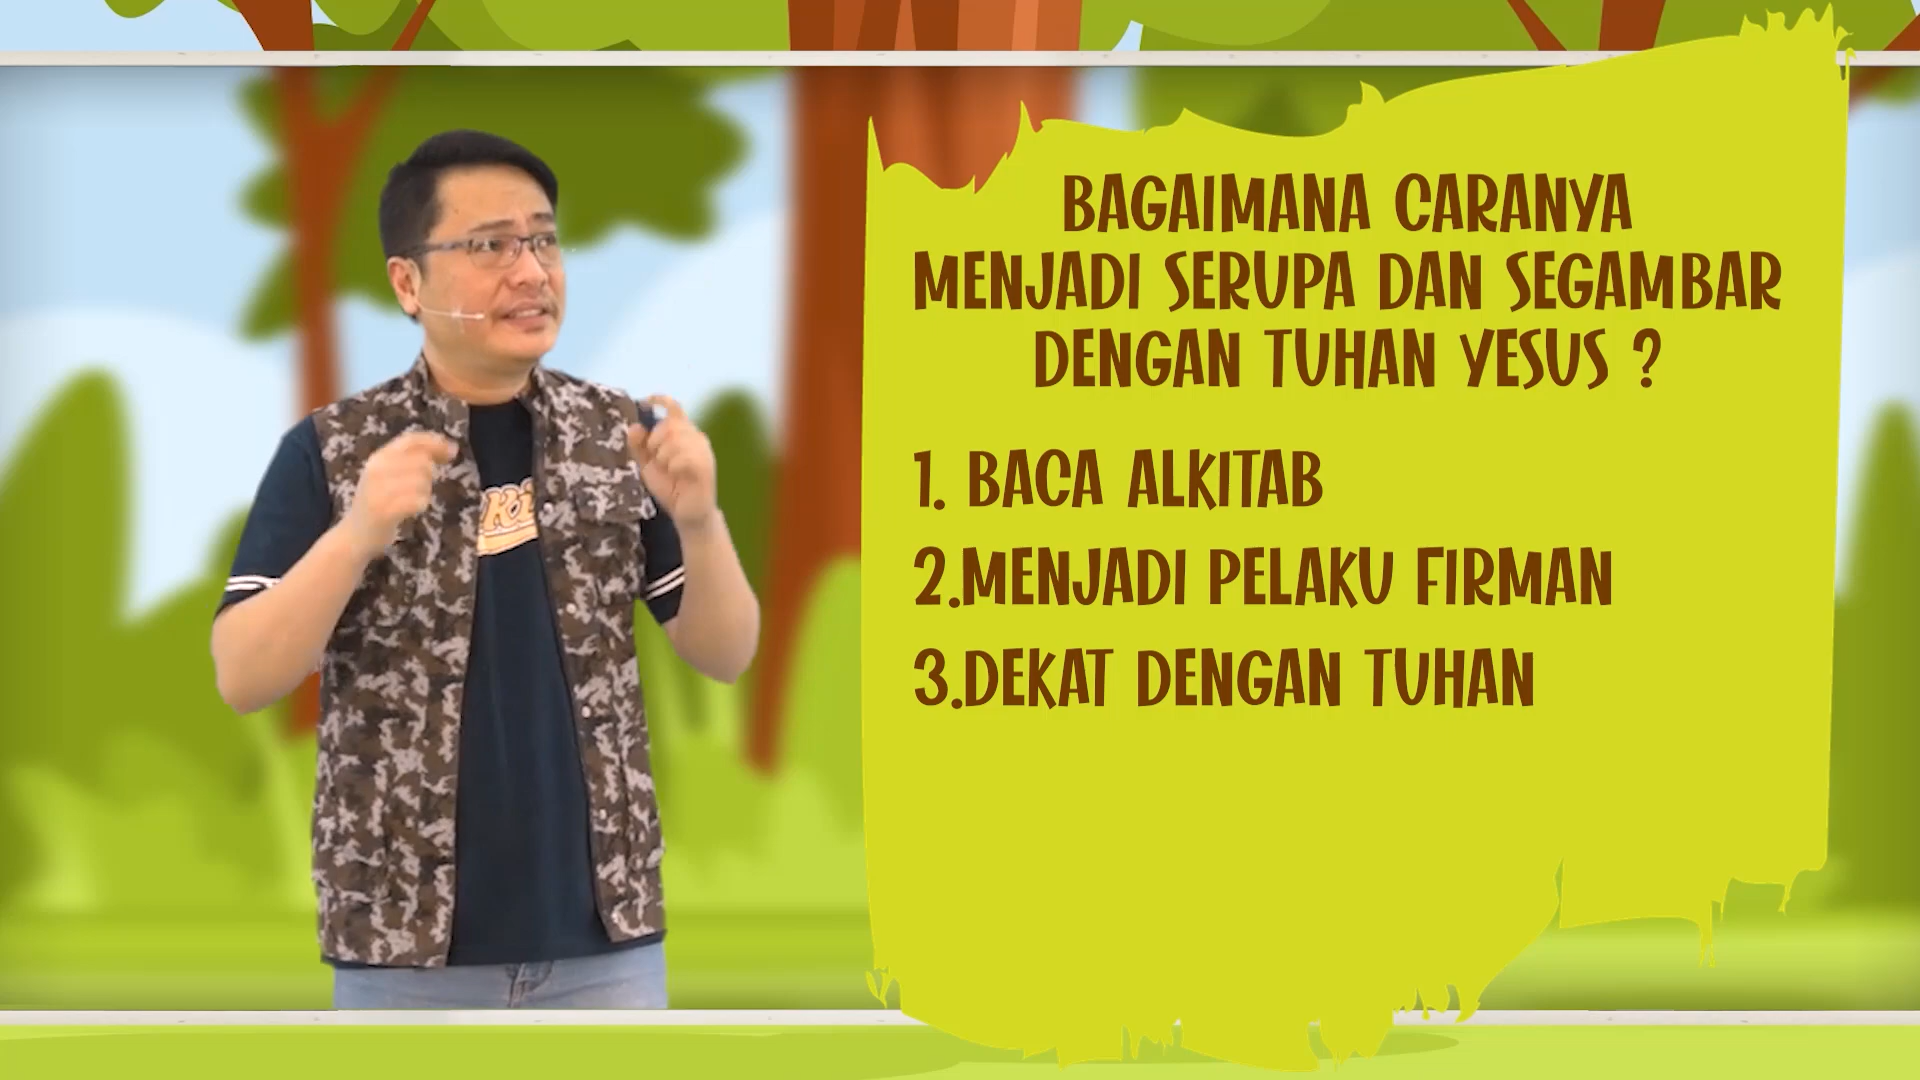 BAGAIMANA CARANYA
MENJADI SERUPA DAN SEGAMBAR
DENGAN TUHAN YESUS ?
1. BACA ALKITAB
2.MENJADI PELAKU FIRMAN
3.DEKAT DENGAN TUHAN